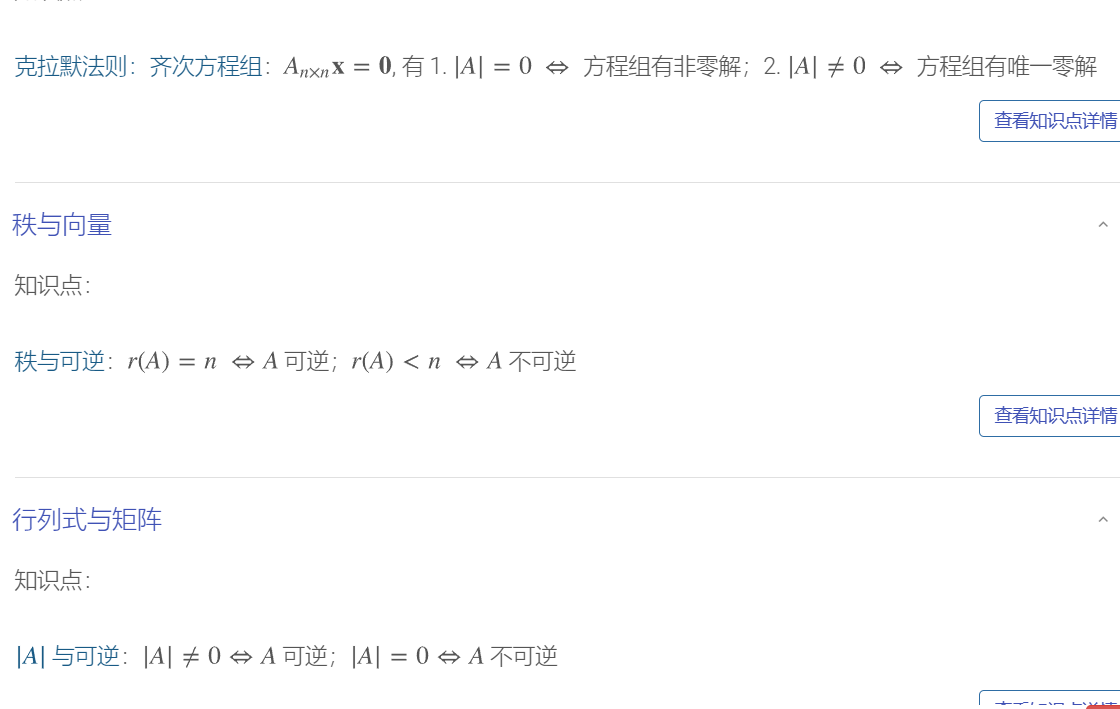 克拉默法则：齐次方程组：$A_{n \times n}\mathbf{x} = \mathbf{0}$, 有 1. $|A| = 0 \Leftrightarrow$ 方程组有非零解；2. $|A| \neq 0 \Leftrightarrow$ 方程组有唯一零解
查看知识点详情
秩与向量
知识点：
秩与可逆：$r(A) = n \Leftrightarrow A$ 可逆；$r(A) < n \Leftrightarrow A$ 不可逆
查看知识点详情
行列式与矩阵
知识点：
$|A|$ 与可逆：$|A| \neq 0 \Leftrightarrow A$ 可逆；$|A| = 0 \Leftrightarrow A$ 不可逆